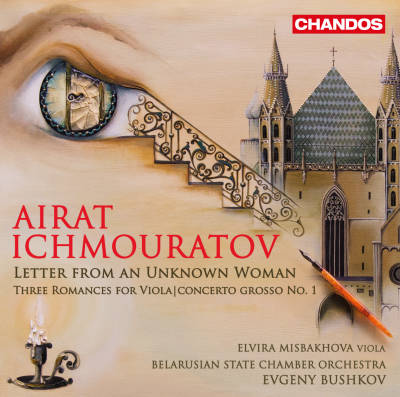 CHANDOS
AIRAT
ICHMOURATOV
LETTER FROM AN UNKNOWN WOMAN
THREE ROMANCES FOR VIOLA|CONCERTO GROSSO NO. 1
ELVIRA MISBAKHOVA VIOLA
BELARUSIAN STATE CHAMBER ORCHESTRA
EVGENY BUSHKOV